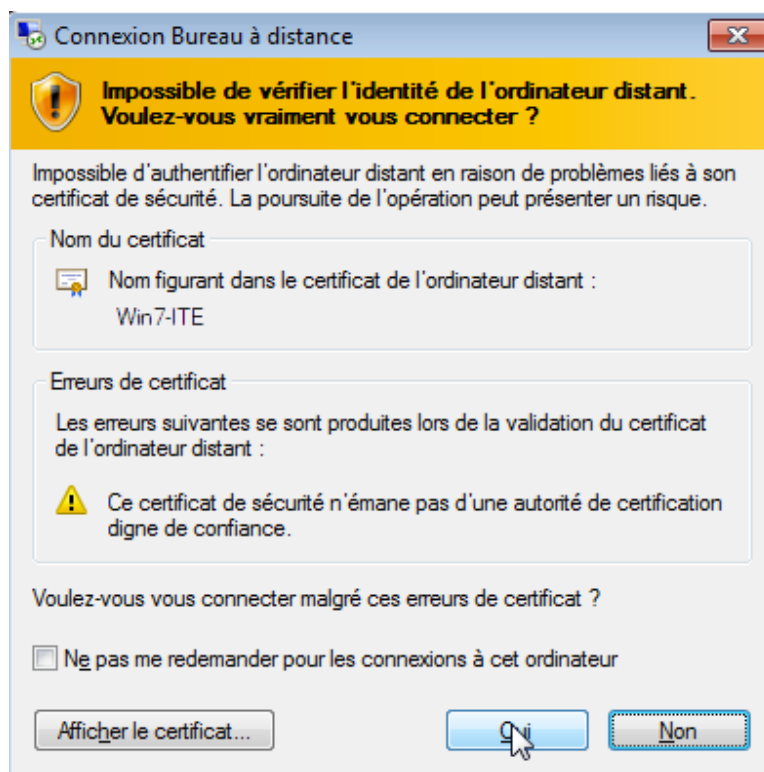 Connexion Bureau à distance
Impossible de vérifier l'identité de l'ordinateur distant.
Voulez-vous vraiment vous connecter ?
Impossible d'authentifier l'ordinateur distant en raison de problèmes liés à son
certificat de sécurité. La poursuite de l'opération peut présenter un risque.
Nom du certificat
Nom figurant dans le certificat de l'ordinateur distant :
Win7-ITE
Erreurs de certificat
Les erreurs suivantes se sont produites lors de la validation du certificat
de l'ordinateur distant :
Ce certificat de sécurité n'émane pas d'une autorité de certification
digne de confiance.
Voulez-vous vous connecter malgré ces erreurs de certificat ?
Ne pas me redemander pour les connexions à cet ordinateur
Afficher le certificat...
Oui
Non